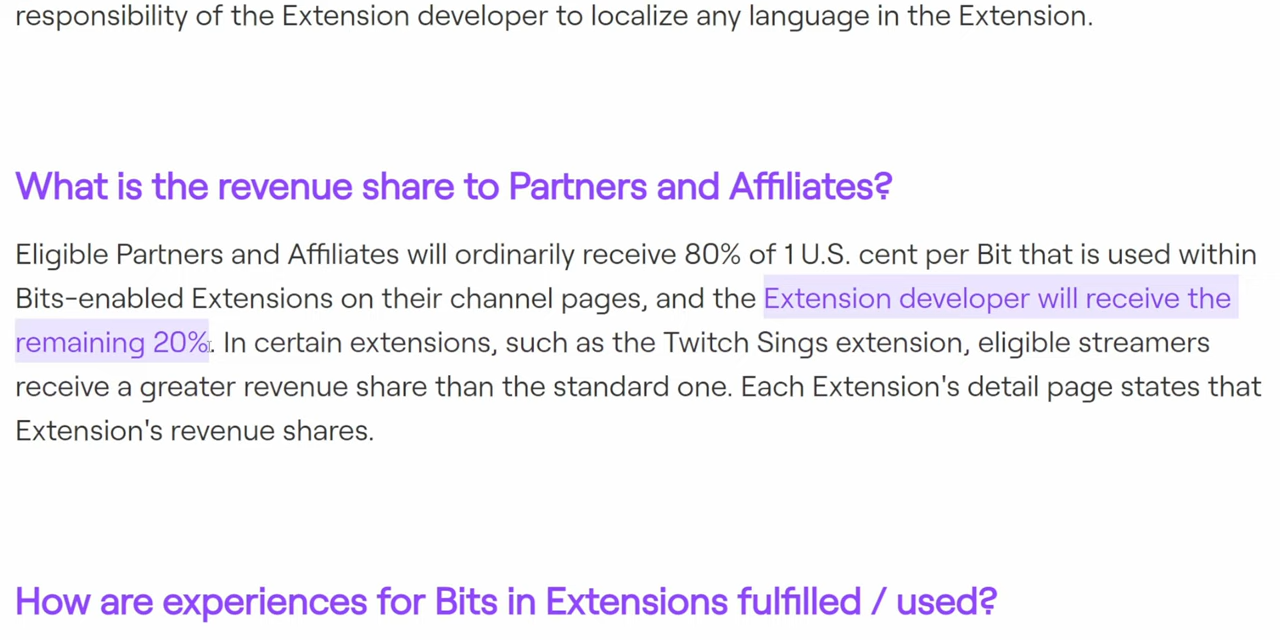 responsibility of the Extension developer to localize any language in the Extension.
What is the revenue share to Partners and Affiliates?
Eligible Partners and Affiliates will ordinarily receive 80% of 1 U.S. cent per Bit that is used within
Bits-enabled Extensions on their channel pages, and the Extension developer will receive the
remaining 20%. In certain extensions, such as the Twitch Sings extension, eligible streamers
receive a greater revenue share than the standard one. Each Extension's detail page states that
Extension's revenue shares.
How are experiences for Bits in Extensions fulfilled / used?